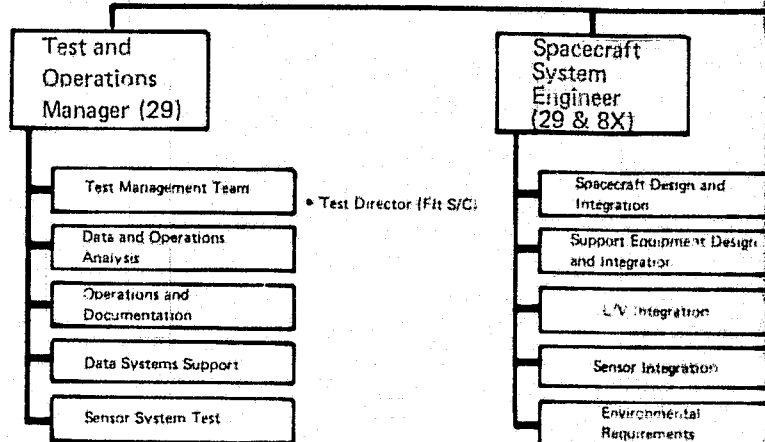 Test and
Operations
Manager (29)
Test Management Team
• Test Director (Flt S/C)
Data and Operations
Analysis
Operations and
Documentation
Data Systems Support
Sensor System Test
Spacecraft
System
Engineer
(29 & 8X)
Spacecraft Design and
Integration
Support Equipment Design
and Integration
L/V Integration
Sensor Integration
Environmental
Requirements